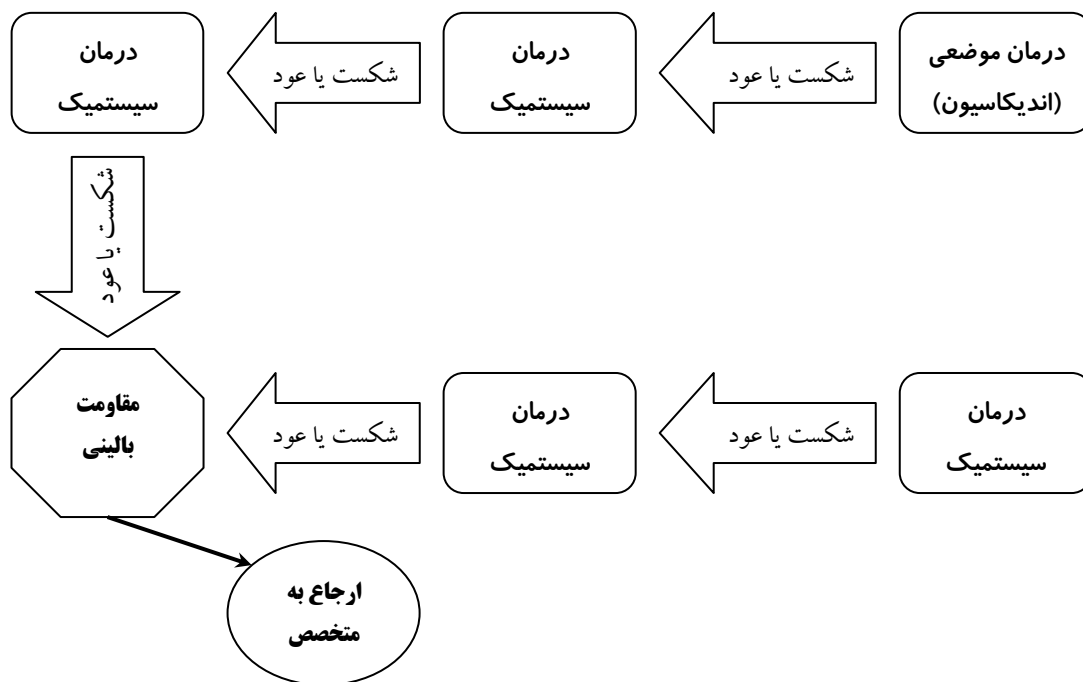 درمان موضعی
(اندیکاسیون)
شکست یا عود
درمان
سیستمیک
شکست یا عود
درمان
سیستمیک
شکست یا عود
درمان
سیستمیک
شکست یا عود
درمان
سیستمیک
شکست یا عود
مقاومت
بالینی
ارجاع به
متخصص